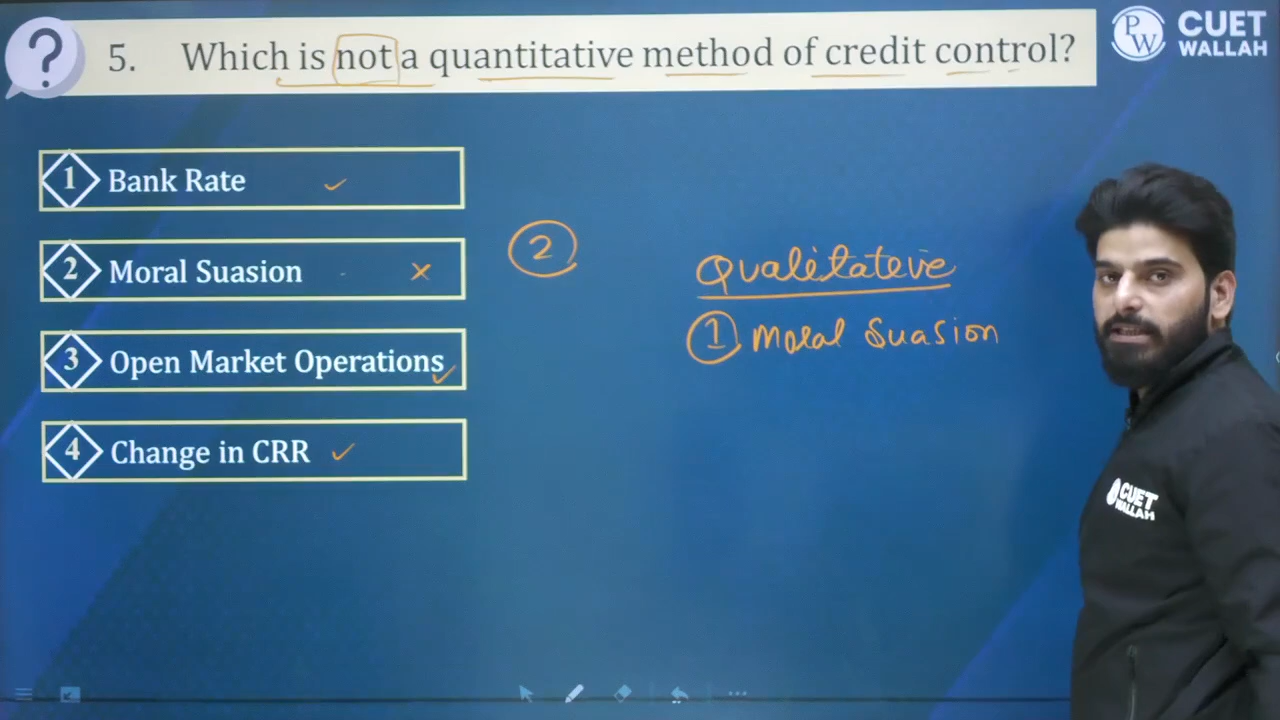 ?
5. Which is not a quantitative method of credit control?
PW
CUET
WALLAH
1 Bank Rate
2 Moral Suasion
3 Open Market Operations
4 Change in CRR
2
Qualitateve
1 Moral Suasion
CUET
WALLAH